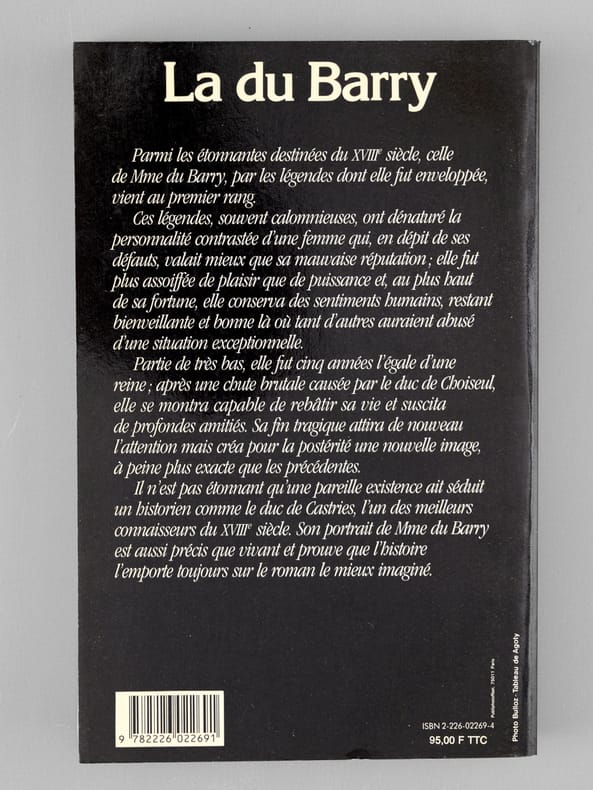 La du Barry
Parmi les étonnantes destinées du XVIIIe siècle, celle
de Mme du Barry, par les légendes dont elle fut enveloppée,
vient au premier rang.
Ces légendes, souvent calomnieuses, ont dénaturé la
personnalité contrastée d'une femme qui, en dépit de ses
défauts, valait mieux que sa mauvaise réputation ; elle fut
plus assoiffée de plaisir que de puissance et, au plus haut
de sa fortune, elle conserva des sentiments humains, restant
bienveillante et bonne là où tant d'autres auraient abusé
d'une situation exceptionnelle.
Partie de très bas, elle fut cinq années l'égale d'une
reine ; après une chute brutale causée par le duc de Choiseul,
elle se montra capable de rebâtir sa vie et suscita
de profondes amitiés. Sa fin tragique attira de nouveau
l'attention mais créa pour la postérité une nouvelle image,
à peine plus exacte que les précédentes.
Il n'est pas étonnant qu'une pareille existence ait séduit
un historien comme le duc de Castries, l'un des meilleurs
connaisseurs du XVIIIe siècle. Son portrait de Mme du Barry
est aussi précis que vivant et prouve que l'histoire
l'emporte toujours sur le roman le mieux imaginé.
9 782226 022691
ISBN 2-226-02269-4
95,00 F TTC
75011 Paris
Photo Bulloz - Tableau de Agoty